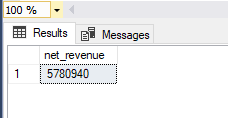 100 %
Results Messages
net_revenue
1 5780940